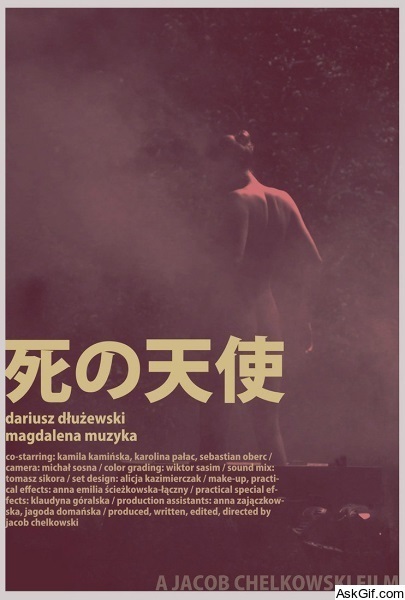 死の天使
dariusz dłużewski
magdalena muzyka
co-starring: kamila kamińska, karolina pałac, sebastian oberc /
camera: michał sosna / color grading: wiktor sasim / sound mix:
tomasz sikora / set design: alicja kazimierczak / make-up, practi-
cal effects: anna emilia ścieżkowska-łączny / practical special ef-
fects: klaudyna góralska / production assistants: anna zajączkow-
ska, jagoda domańska / produced, written, edited, directed by
jacob chelkowski
A JACOB CHELKOWSKI FILM
AskGif.com